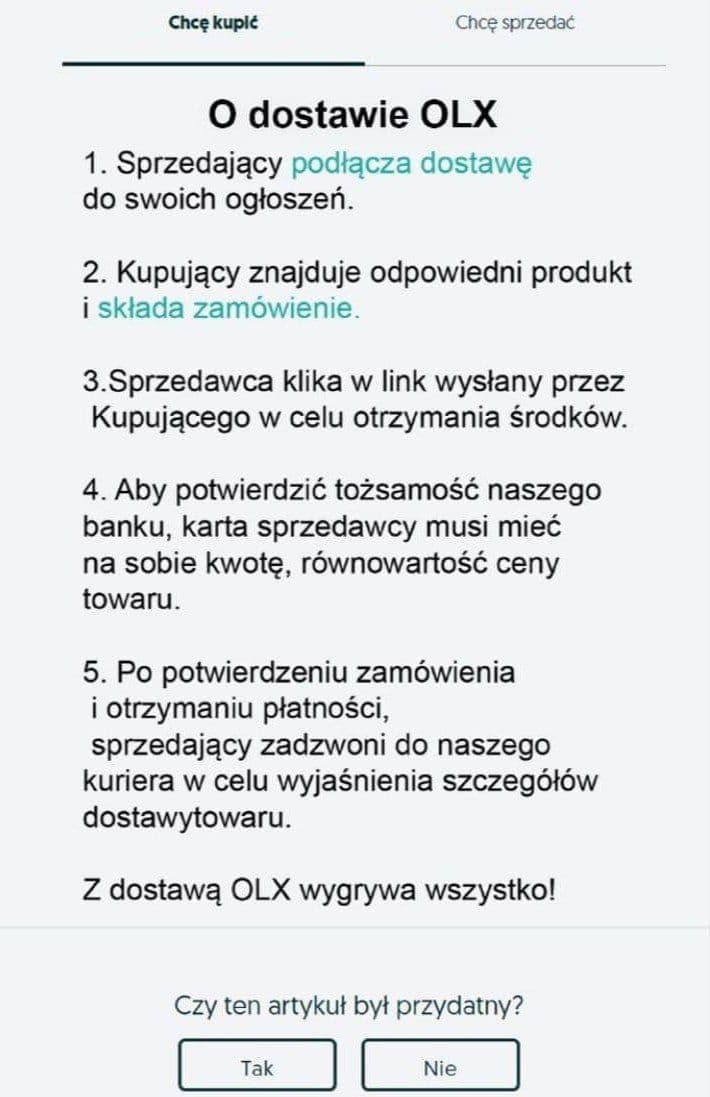 Chcę kupić
Chcę sprzedać
O dostawie OLX
1. Sprzedający podłącza dostawę
do swoich ogłoszeń.
2. Kupujący znajduje odpowiedni produkt
i składa zamówienie.
3.Sprzedawca klika w link wysłany przez
Kupującego w celu otrzymania środków.
4. Aby potwierdzić tożsamość naszego
banku, karta sprzedawcy musi mieć
na sobie kwotę, równowartość ceny
towaru.
5. Po potwierdzeniu zamówienia
i otrzymaniu płatności,
sprzedający zadzwoni do naszego
kuriera w celu wyjaśnienia szczegółów
dostawytowaru.
Z dostawą OLX wygrywa wszystko!
Czy ten artykuł był przydatny?
Tak
Nie